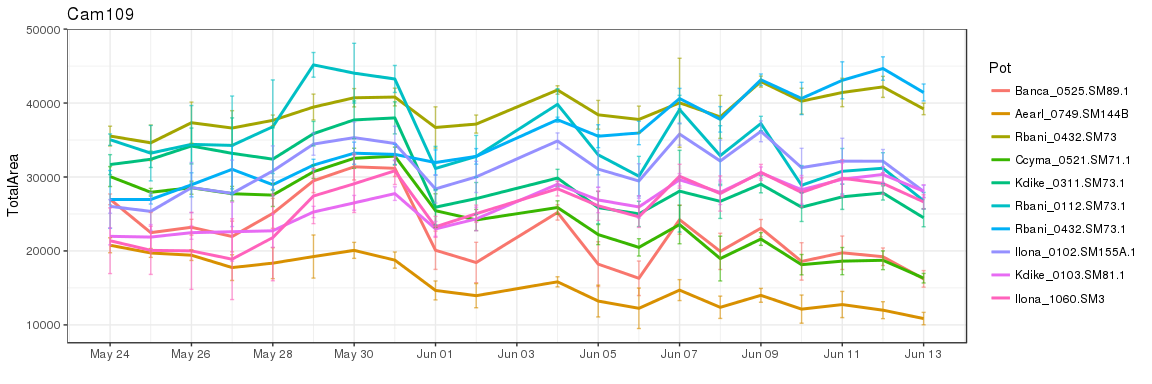 Cam109
TotalArea
50000
40000
30000
20000
10000
May 24 May 26 May 28 May 30 Jun 01 Jun 03 Jun 05 Jun 07 Jun 09 Jun 11 Jun 13
Pot
Banca_0525.SM89.1
Aearl_0749.SM144B
Rbani_0432.SM73
Ccyma_0521.SM71.1
Kdike_0311.SM73.1
Rbani_0112.SM73.1
Rbani_0432.SM73.1
Ilona_0102.SM155A.1
Kdike_0103.SM81.1
Ilona_1060.SM3